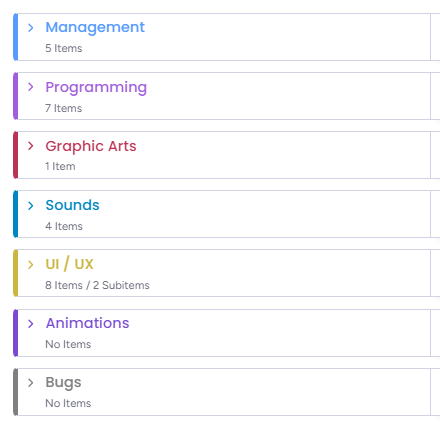 Management
5 Items
Programming
7 Items
Graphic Arts
1 Item
Sounds
4 Items
UI / UX
8 Items / 2 Subitems
Animations
No Items
Bugs
No Items